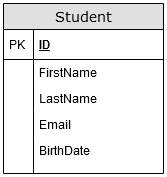 Student
PK ID
FirstName
LastName
Email
BirthDate